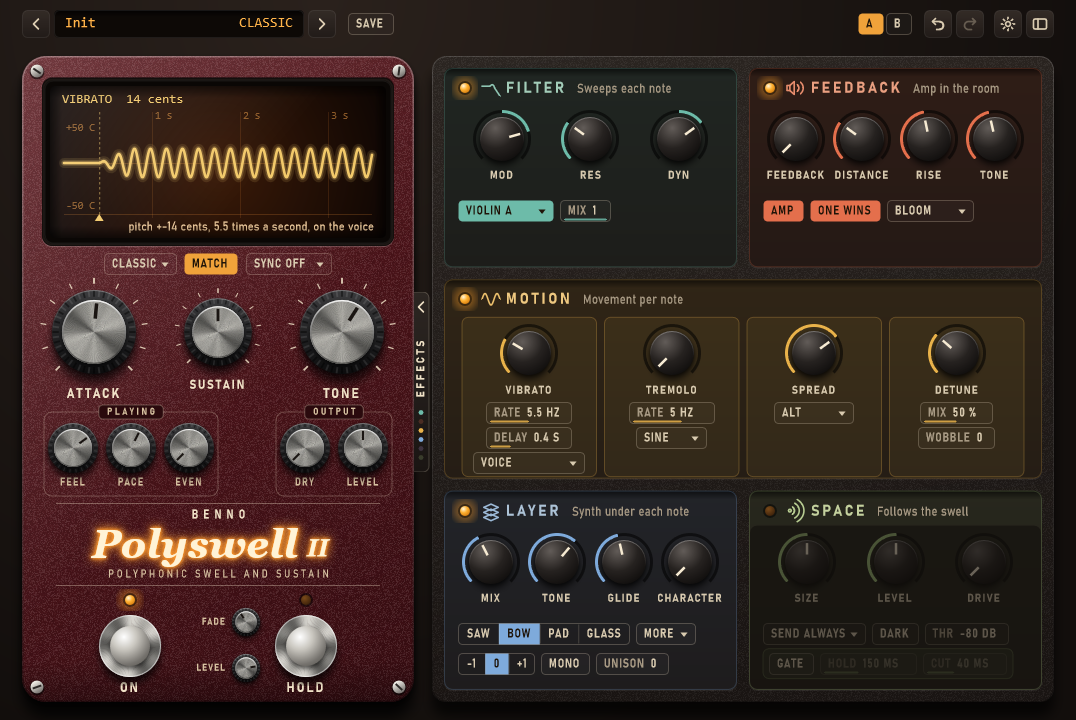 Init CLASSIC
SAVE
A B
VIBRATO 14 cents
1 s 2 s 3 s
+50 C
-50 C
pitch +-14 cents, 5.5 times a second, on the voice
CLASSIC MATCH SYNC OFF
ATTACK SUSTAIN TONE
PLAYING OUTPUT
FEEL PACE EVEN DRY LEVEL
BENNO
Polyswell II
POLYPHONIC SWELL AND SUSTAIN
FADE
LEVEL
ON HOLD
EFFECTS
FILTER Sweeps each note
MOD RES DYN
VIOLIN A MIX 1
FEEDBACK Amp in the room
FEEDBACK DISTANCE RISE TONE
AMP ONE WINS BLOOM
MOTION Movement per note
VIBRATO TREMOLO SPREAD DETUNE
RATE 5.5 HZ RATE 5 HZ ALT MIX 50 %
DELAY 0.4 S SINE WOBBLE 0
VOICE
LAYER Synth under each note
MIX TONE GLIDE CHARACTER
SAW BOW PAD GLASS MORE
-1 0 +1 MONO UNISON 0
SPACE Follows the swell
SIZE LEVEL DRIVE
SEND ALWAYS DARK THR -80 DB
GATE HOLD 150 MS CUT 40 MS